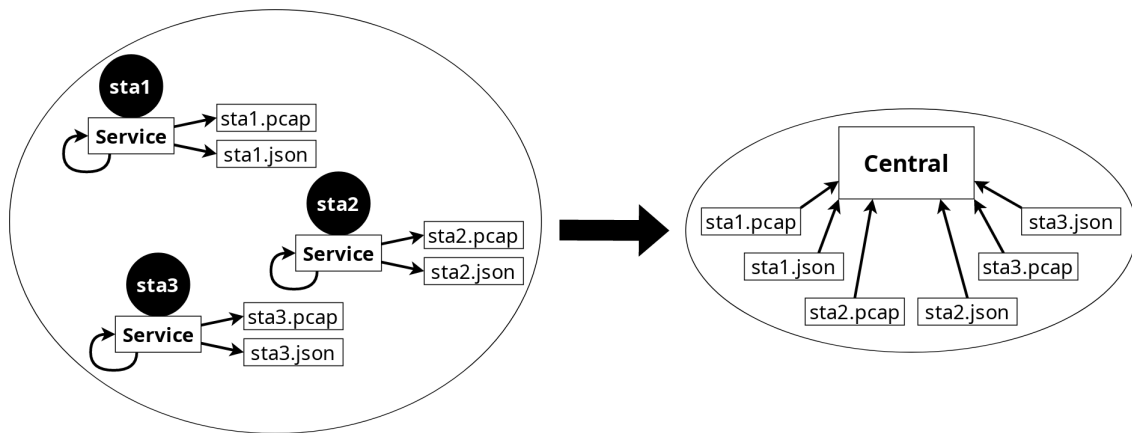 sta1
Service
sta1.pcap
sta1.json
sta2
Service
sta2.pcap
sta2.json
sta3
Service
sta3.pcap
sta3.json
Central
sta1.pcap
sta1.json
sta2.pcap
sta2.json
sta3.pcap
sta3.json